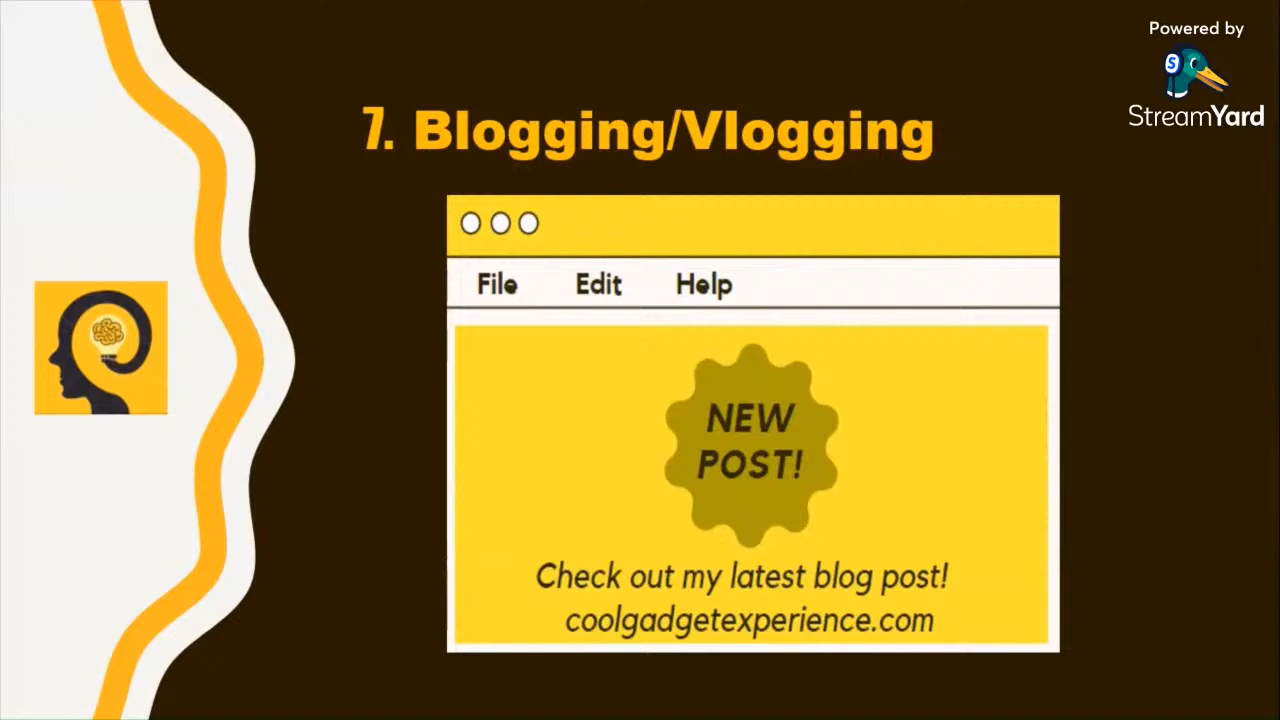 Powered by
S
StreamYard
7. Blogging/Vlogging
File Edit Help
NEW
POST!
Check out my latest blog post!
coolgadgetexperience.com